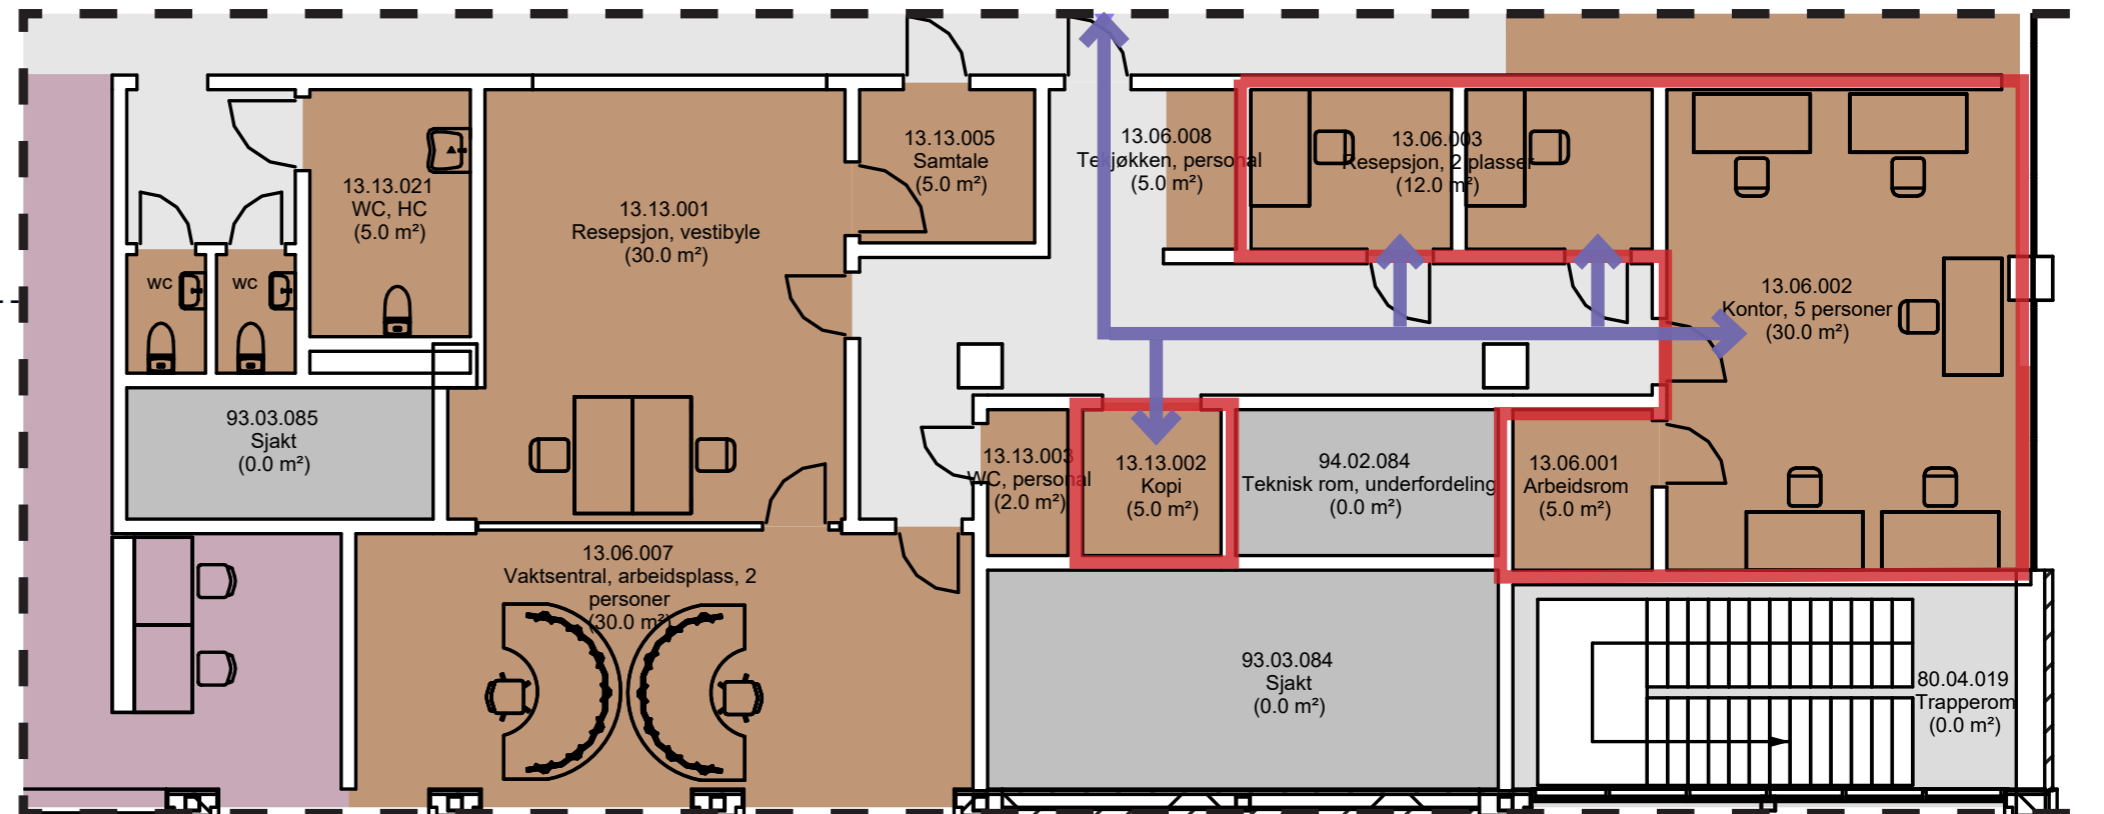 13.13.005
Samtale
(5.0 m²)
13.06.008
Tekjøkken, personal
(5.0 m²)
13.06.003
Resepsjon, 2 plasser
(12.0 m²)
13.13.021
WC, HC
(5.0 m²)
13.13.001
Resepsjon, vestibyle
(30.0 m²)
wc
wc
13.06.002
Kontor, 5 personer
(30.0 m²)
93.03.085
Sjakt
(0.0 m²)
13.13.003
WC, personal
(2.0 m²)
13.13.002
Kopi
(5.0 m²)
94.02.084
Teknisk rom, underfordeling
(0.0 m²)
13.06.001
Arbeidsrom
(5.0 m²)
13.06.007
Vaktsentral, arbeidsplass, 2
personer
(30.0 m²)
93.03.084
Sjakt
(0.0 m²)
80.04.019
Trapperom
(0.0 m²)